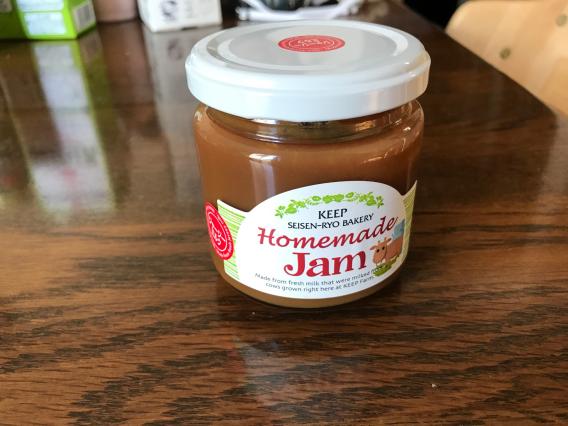 KEEP
SEISEN-RYO BAKERY
Homemade
Jam
Made from fresh milk that were milked from
cows grown right here at KEEP Farm.